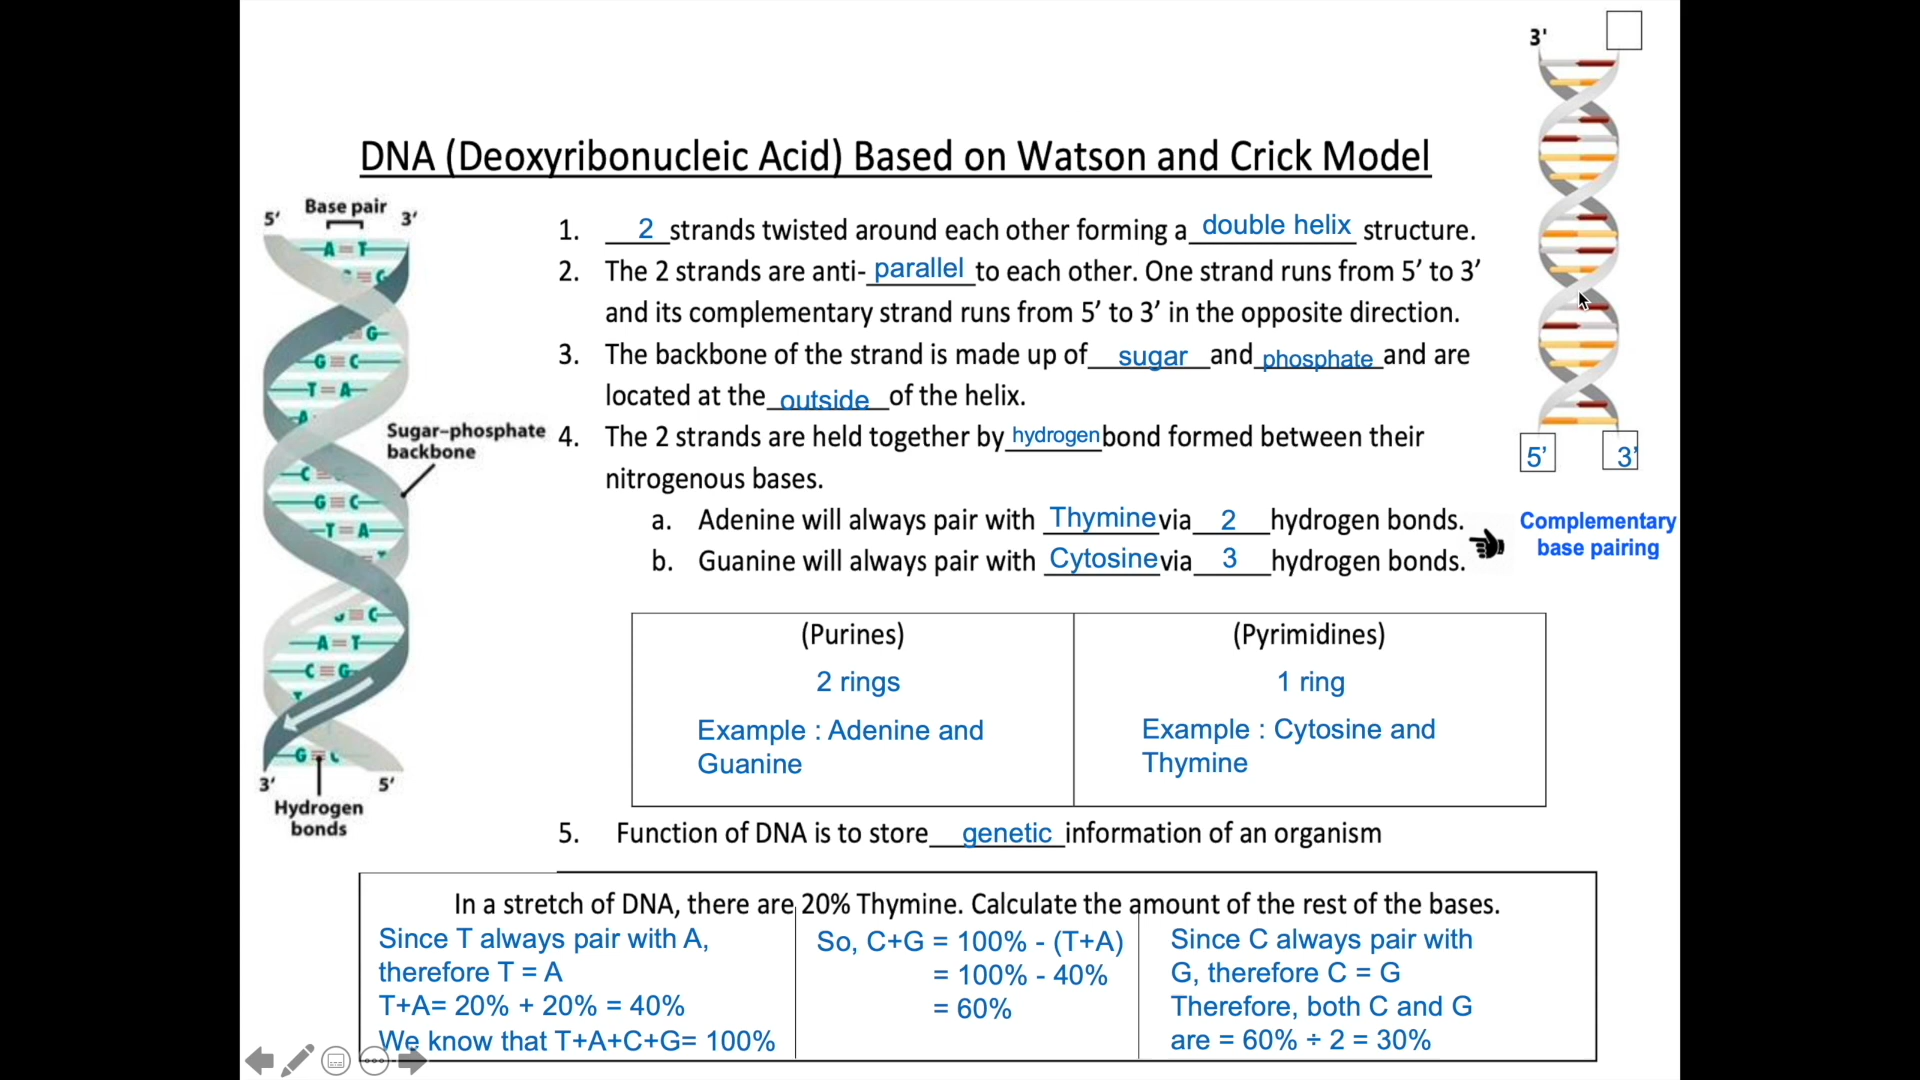 3'
DNA (Deoxyribonucleic Acid) Based on Watson and Crick Model
Base pair
5' 3'
A = T
≡ C
G
G ≡ C
T = A
A
Sugar–phosphate
backbone
C
G ≡ C
T = A
T
≡ C
A = T
C ≡ G
T
G ≡ C
3' 5'
Hydrogen
bonds
1. 2 strands twisted around each other forming a double helix structure.
2. The 2 strands are anti- parallel to each other. One strand runs from 5’ to 3’
and its complementary strand runs from 5’ to 3’ in the opposite direction.
3. The backbone of the strand is made up of sugar and phosphate and are
located at the outside of the helix.
4. The 2 strands are held together by hydrogen bond formed between their
nitrogenous bases.
a. Adenine will always pair with Thymine via 2 hydrogen bonds.
b. Guanine will always pair with Cytosine via 3 hydrogen bonds.
5’ 3’
Complementary
base pairing
(Purines)
2 rings
Example : Adenine and
Guanine
(Pyrimidines)
1 ring
Example : Cytosine and
Thymine
5. Function of DNA is to store genetic information of an organism
In a stretch of DNA, there are 20% Thymine. Calculate the amount of the rest of the bases.
Since T always pair with A,
therefore T = A
T+A= 20% + 20% = 40%
We know that T+A+C+G= 100%
So, C+G = 100% - (T+A)
= 100% - 40%
= 60%
Since C always pair with
G, therefore C = G
Therefore, both C and G
are = 60% ÷ 2 = 30%